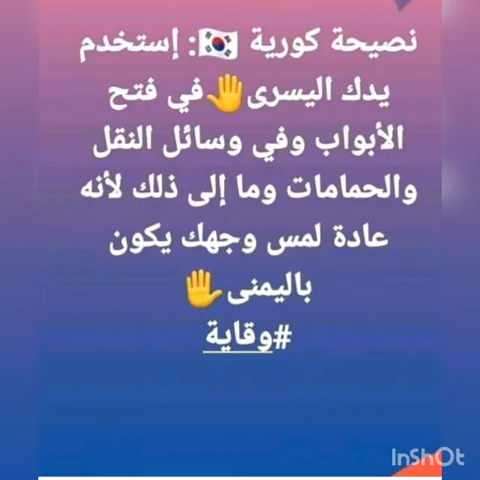 نصيحة كورية 🇰🇷: إستخدم
يدك اليسرى🤚في فتح
الأبواب وفي وسائل النقل
والحمامات وما إلى ذلك لأنه
عادة لمس وجهك يكون
باليمنى✋
#وقاية
InShOt